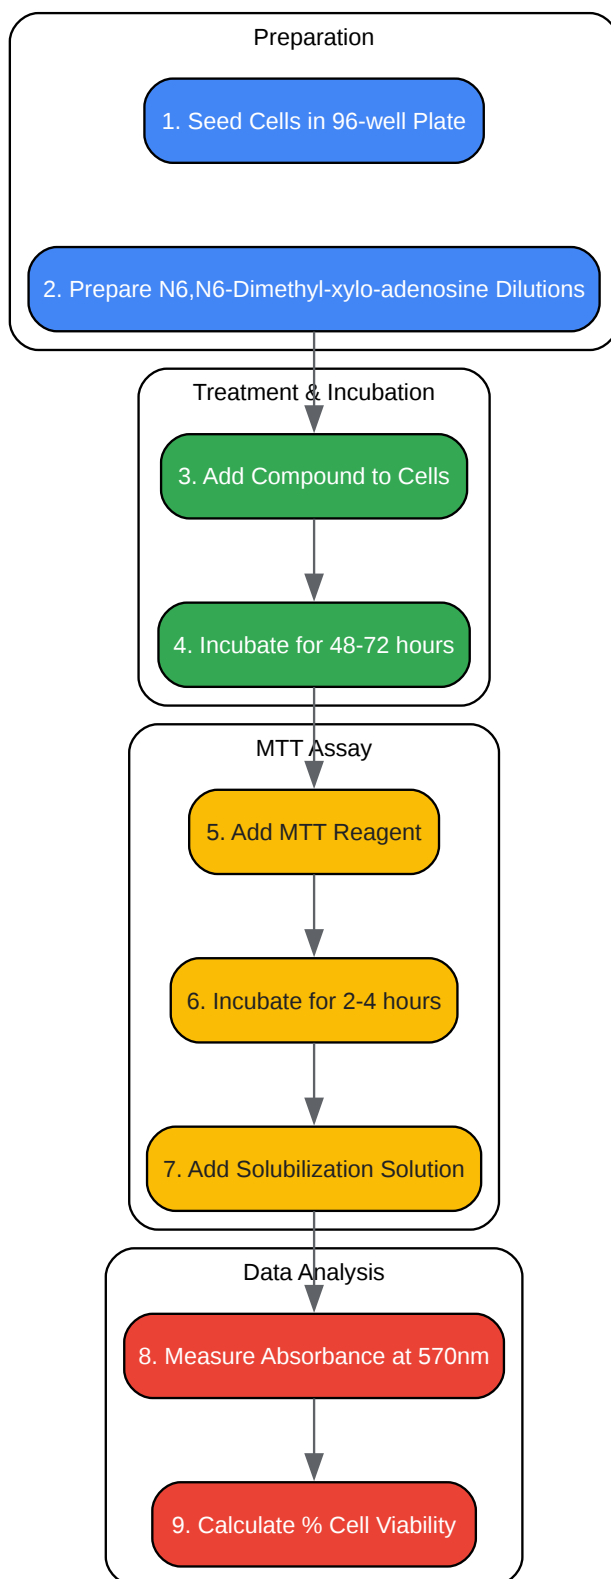 Preparation
1. Seed Cells in 96-well Plate
2. Prepare N6,N6-Dimethyl-xylo-adenosine Dilutions
Treatment & Incubation
3. Add Compound to Cells
4. Incubate for 48-72 hours
MTT Assay
5. Add MTT Reagent
6. Incubate for 2-4 hours
7. Add Solubilization Solution
Data Analysis
8. Measure Absorbance at 570nm
9. Calculate % Cell Viability